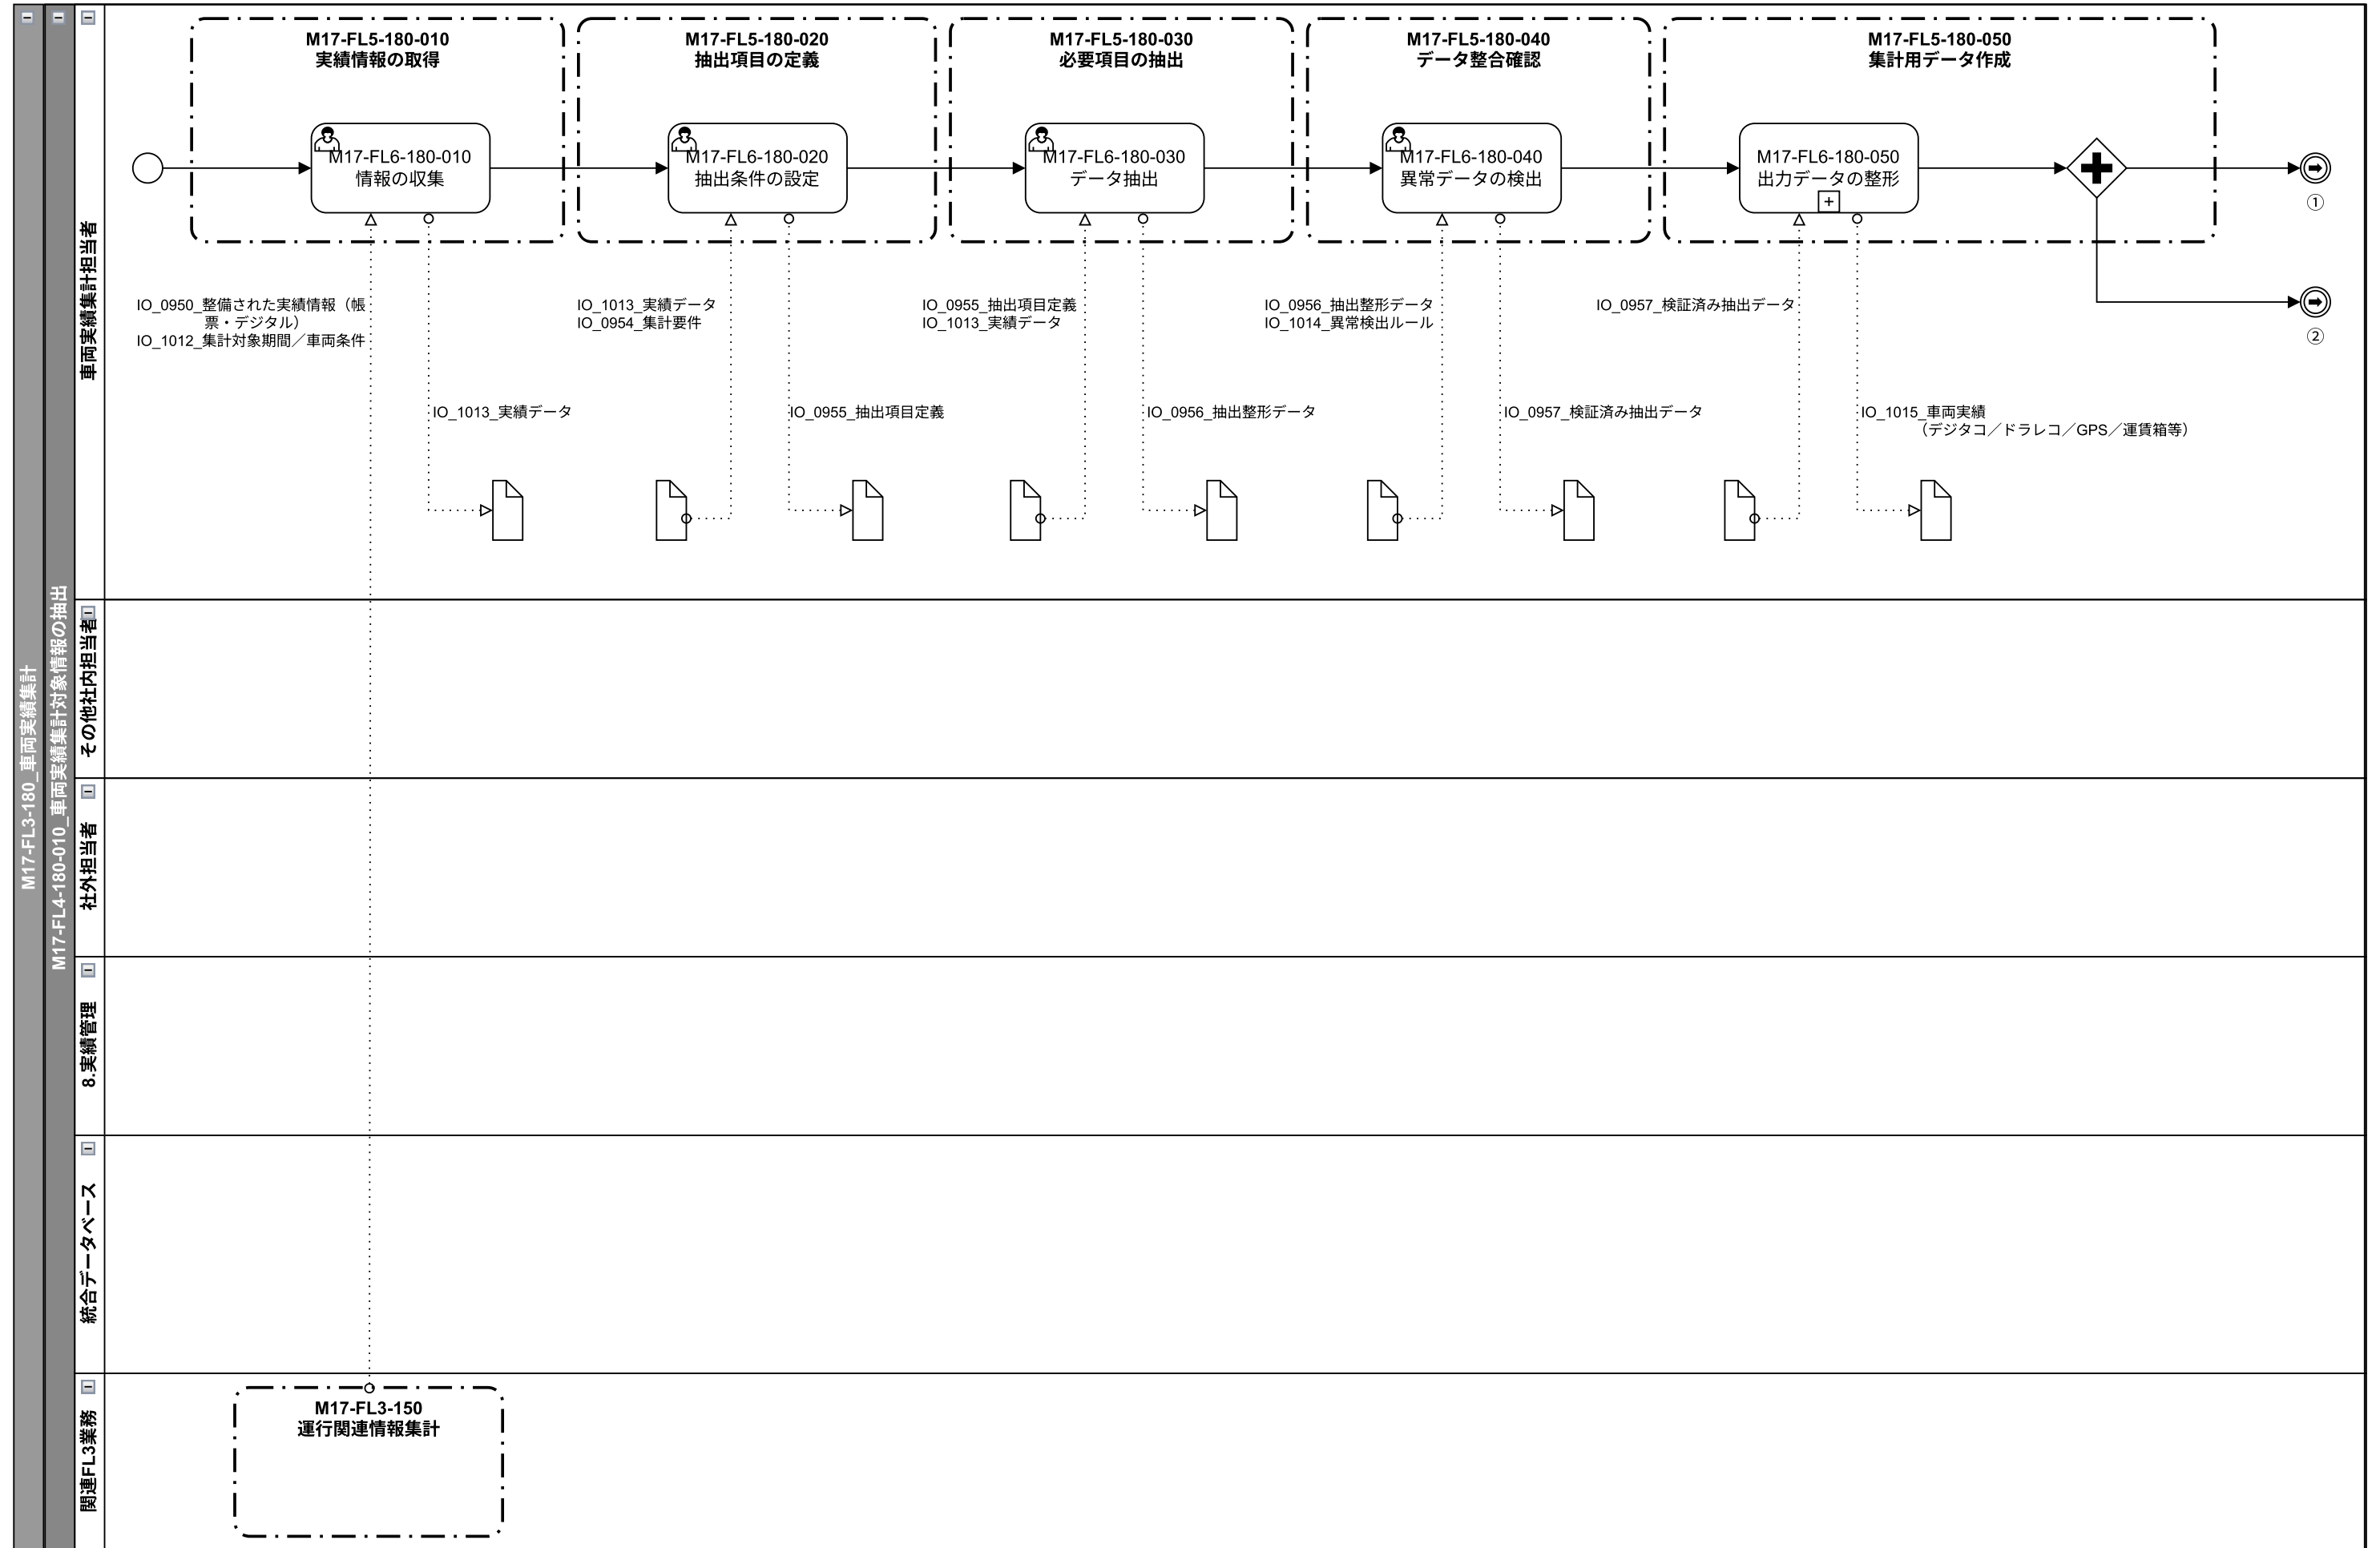 M17-FL3-180_車両実績集計
M17-FL4-180-010_車両実績集計対象情報の抽出
車両実績集計担当者
M17-FL5-180-010
実績情報の取得
M17-FL5-180-020
抽出項目の定義
M17-FL5-180-030
必要項目の抽出
M17-FL5-180-040
データ整合確認
M17-FL5-180-050
集計用データ作成
M17-FL6-180-010
情報の収集
M17-FL6-180-020
抽出条件の設定
M17-FL6-180-030
データ抽出
M17-FL6-180-040
異常データの検出
M17-FL6-180-050
出力データの整形
①
②
IO_0950_整備された実績情報（帳
票・デジタル）
IO_1012_集計対象期間／車両条件
IO_1013_実績データ
IO_0954_集計要件
IO_0955_抽出項目定義
IO_1013_実績データ
IO_0956_抽出整形データ
IO_1014_異常検出ルール
IO_0957_検証済み抽出データ
IO_1013_実績データ
IO_0955_抽出項目定義
IO_0956_抽出整形データ
IO_0957_検証済み抽出データ
IO_1015_車両実績
（デジタコ／ドラレコ／GPS／運賃箱等）
その他社内担当者
社外担当者
8.実績管理
統合データベース
関連FL3業務
M17-FL3-150
運行関連情報集計